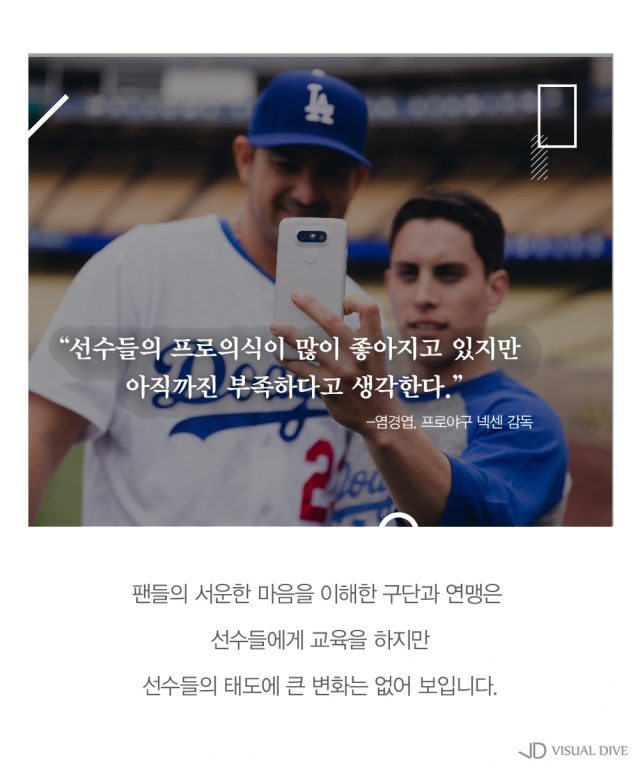 LA
“선수들의 프로의식이 많이 좋아지고 있지만
아직까진 부족하다고 생각한다.”
–염경엽, 프로야구 넥센 감독
Dodgers
2
팬들의 서운한 마음을 이해한 구단과 연맹은
선수들에게 교육을 하지만
선수들의 태도에 큰 변화는 없어 보입니다.
VD VISUAL DIVE